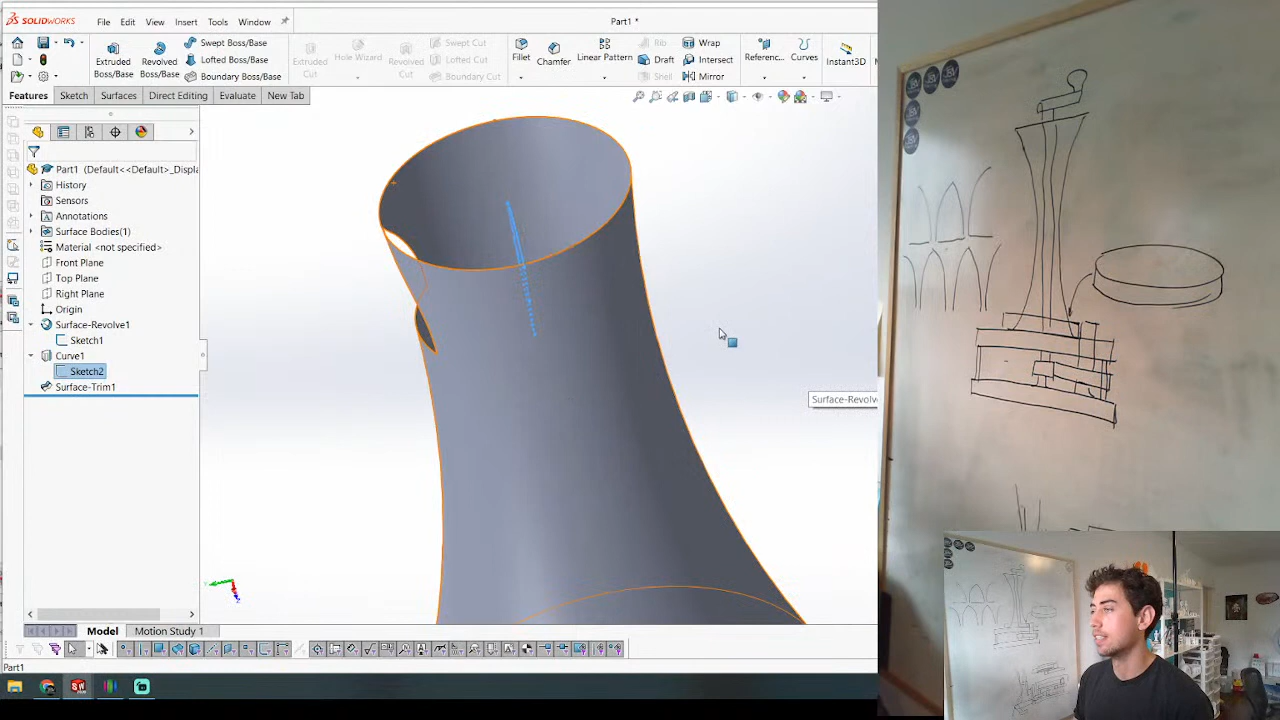 SOLIDWORKS File Edit View Insert Tools Window Part1 *
Extruded Boss/Base Revolved Boss/Base Swept Boss/Base Lofted Boss/Base Boundary Boss/Base Extruded Cut Hole Wizard Revolved Cut Swept Cut Lofted Cut Boundary Cut Fillet Chamfer Linear Pattern Rib Draft Shell Wrap Intersect Mirror Referenc... Curves Instant3D
Features Sketch Surfaces Direct Editing Evaluate New Tab
Part1 (Default<<Default>_Displa
History
Sensors
Annotations
Surface Bodies(1)
Material <not specified>
Front Plane
Top Plane
Right Plane
Origin
Surface-Revolve1
Sketch1
Curve1
Sketch2
Surface-Trim1
Surface-Revolve
Model Motion Study 1
Part1